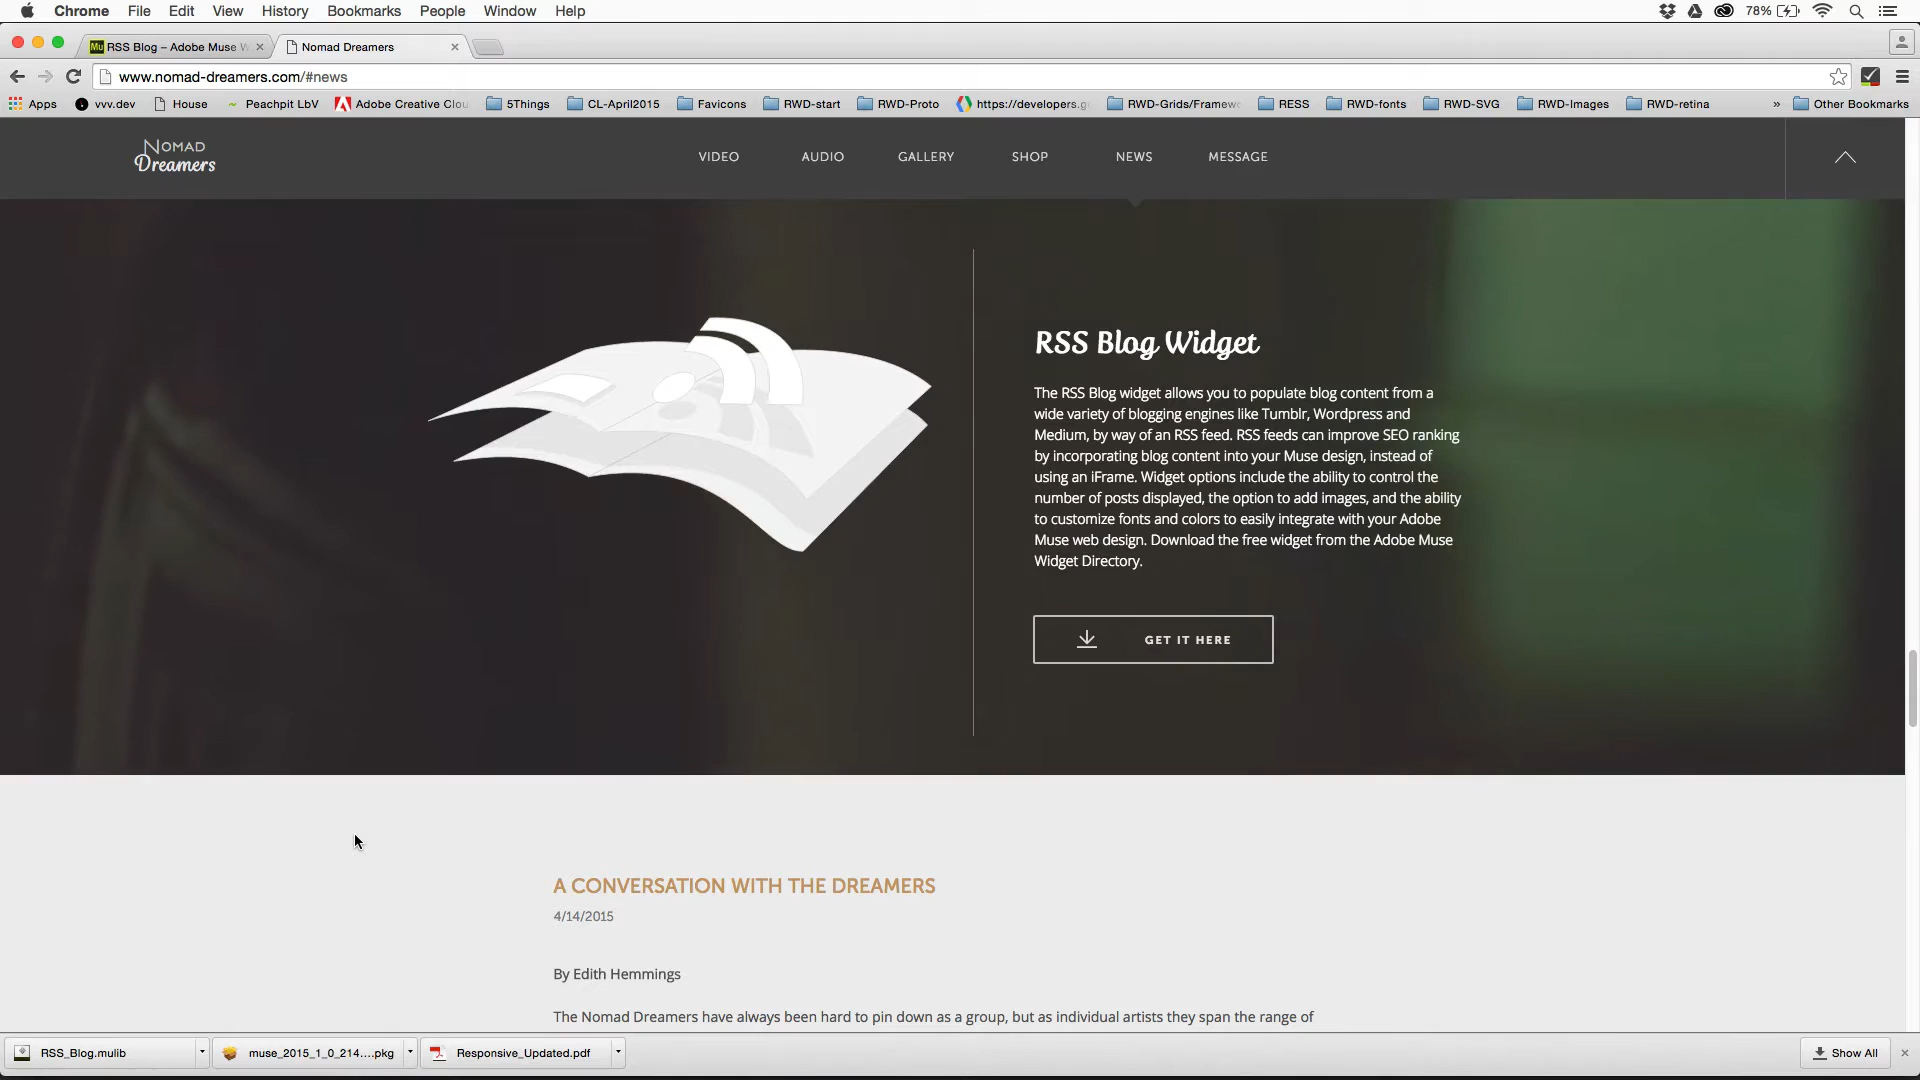 Chrome File Edit View History Bookmarks People Window Help 78%
Mu RSS Blog – Adobe Muse W Nomad Dreamers
www.nomad-dreamers.com/#news
Apps vvv.dev House Peachpit LbV Adobe Creative Clou 5Things CL-April2015 Favicons RWD-start RWD-Proto https://developers.g RWD-Grids/Framew RESS RWD-fonts RWD-SVG RWD-Images RWD-retina » Other Bookmarks
NOMAD
Dreamers
VIDEO AUDIO GALLERY SHOP NEWS MESSAGE
RSS Blog Widget
The RSS Blog widget allows you to populate blog content from a
wide variety of blogging engines like Tumblr, Wordpress and
Medium, by way of an RSS feed. RSS feeds can improve SEO ranking
by incorporating blog content into your Muse design, instead of
using an iFrame. Widget options include the ability to control the
number of posts displayed, the option to add images, and the ability
to customize fonts and colors to easily integrate with your Adobe
Muse web design. Download the free widget from the Adobe Muse
Widget Directory.
GET IT HERE
A CONVERSATION WITH THE DREAMERS
4/14/2015
By Edith Hemmings
The Nomad Dreamers have always been hard to pin down as a group, but as individual artists they span the range of
RSS_Blog.mulib muse_2015_1_0_214....pkg Responsive_Updated.pdf Show All